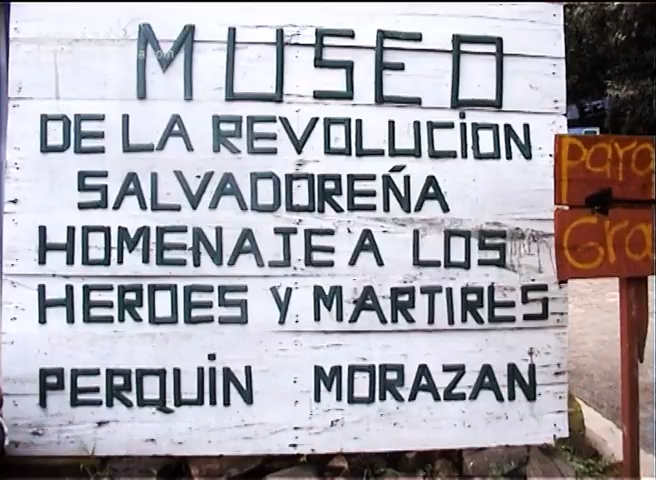 MUSEO
DE LA REVOLUCION
SALVADOREÑA
HOMENAJE A LOS
HEROES Y MARTIRES
PERQUIN MORAZAN
para
Gra